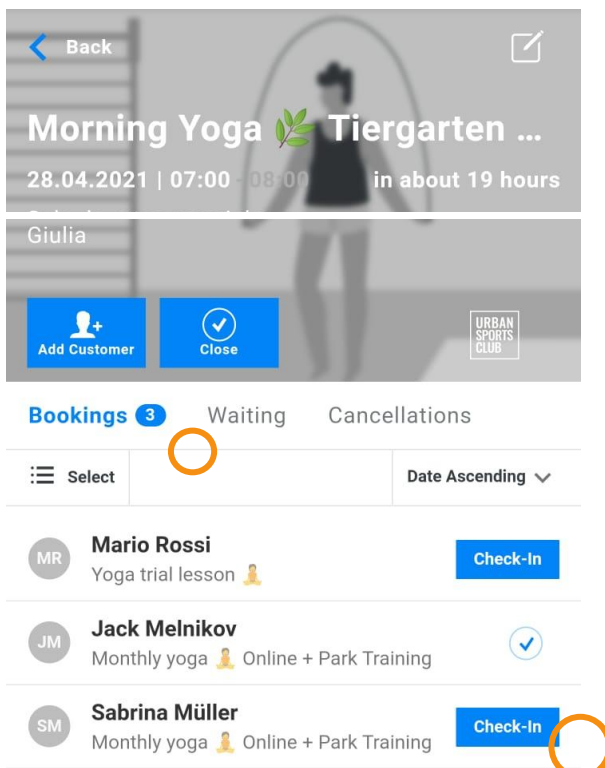 Back
Morning Yoga 🌿 Tiergarten ...
28.04.2021 | 07:00 - 08:00 in about 19 hours
Giulia
Add Customer
Close
URBAN
SPORTS
CLUB
Bookings 3 Waiting Cancellations
Select Date Ascending
MR Mario Rossi Check-In
Yoga trial lesson 🧘
JM Jack Melnikov
Monthly yoga 🧘 Online + Park Training
SM Sabrina Müller Check-In
Monthly yoga 🧘 Online + Park Training